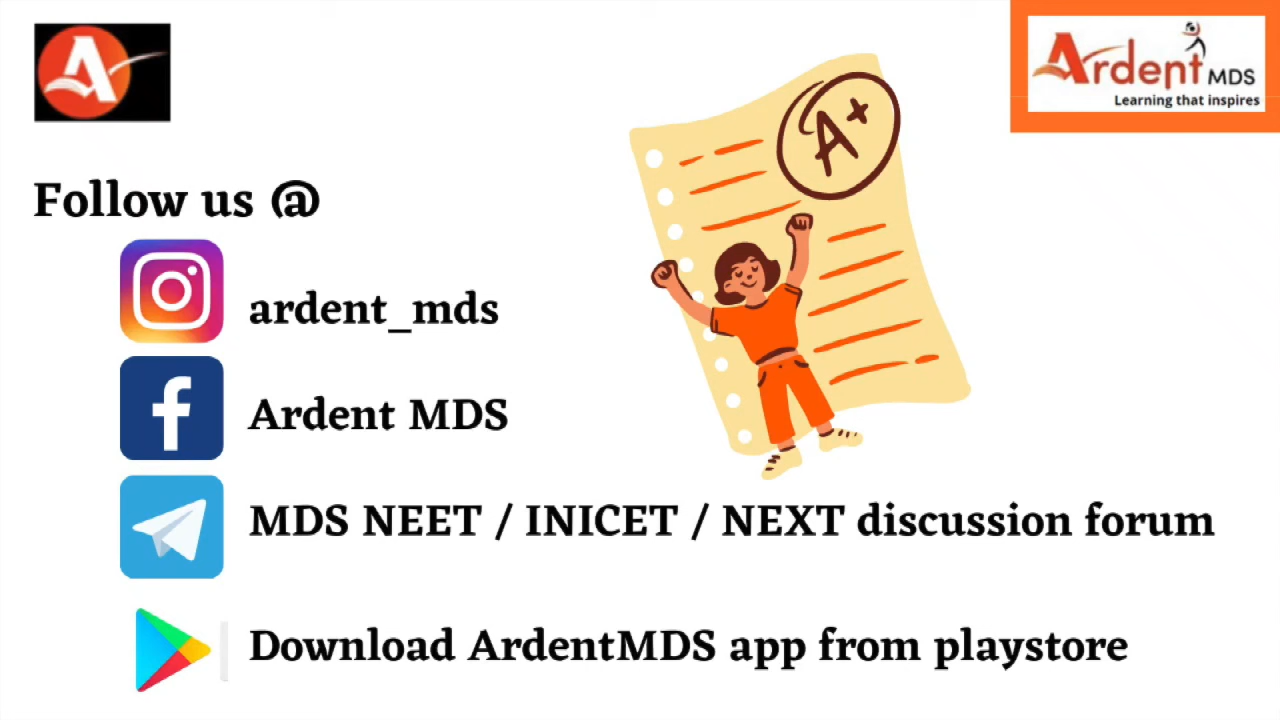 A
Ardent MDS
Learning that inspires
A+
Follow us @
ardent_mds
Ardent MDS
MDS NEET / INICET / NEXT discussion forum
Download ArdentMDS app from playstore